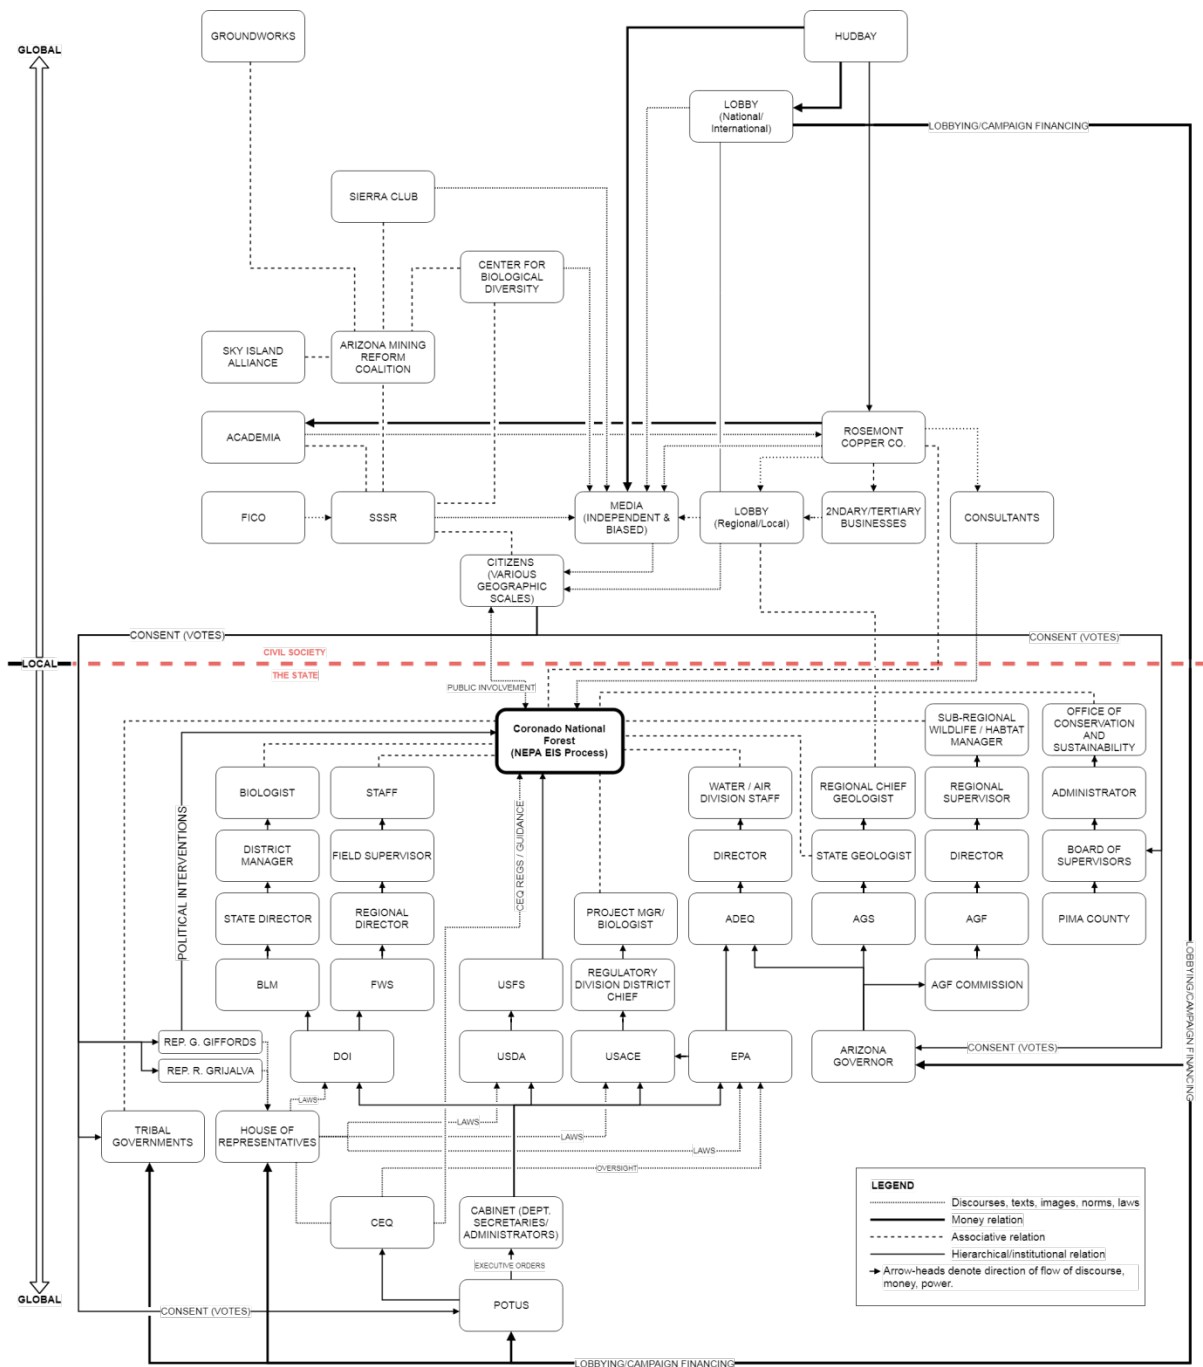 GROUNDWORKS
HUDBAY
GLOBAL
LOBBY
(National/
International)
LOBBYING/CAMPAIGN FINANCING
SIERRA CLUB
CENTER FOR
BIOLOGICAL
DIVERSITY
SKY ISLAND
ALLIANCE
ARIZONA MINING
REFORM
COALITION
ACADEMIA
ROSEMONT
COPPER CO.
FICO
SSSR
MEDIA
(INDEPENDENT &
BIASED)
LOBBY
(Regional/Local)
2NDARY/TERTIARY
BUSINESSES
CONSULTANTS
CITIZENS
(VARIOUS
GEOGRAPHIC
SCALES)
CONSENT (VOTES)
CONSENT (VOTES)
CIVIL SOCIETY
LOCAL
THE STATE
PUBLIC INVOLVEMENT
Coronado National
Forest
(NEPA EIS Process)
SUB-REGIONAL
WILDLIFE / HABTAT
MANAGER
OFFICE OF
CONSERVATION
AND
SUSTAINABILITY
BIOLOGIST
STAFF
WATER / AIR
DIVISION STAFF
REGIONAL CHIEF
GEOLOGIST
REGIONAL
SUPERVISOR
ADMINISTRATOR
POLITICAL INTERVENTIONS
CEQ REGS / GUIDANCE
DISTRICT
MANAGER
FIELD SUPERVISOR
DIRECTOR
STATE GEOLOGIST
DIRECTOR
BOARD OF
SUPERVISORS
STATE DIRECTOR
REGIONAL
DIRECTOR
PROJECT MGR/
BIOLOGIST
ADEQ
AGS
AGF
PIMA COUNTY
BLM
FWS
USFS
REGULATORY
DIVISION DISTRICT
CHIEF
AGF COMMISSION
LOBBYING/CAMPAIGN FINANCING
REP. G. GIFFORDS
REP. R. GRIJALVA
DOI
USDA
USACE
EPA
ARIZONA
GOVERNOR
CONSENT (VOTES)
LAWS
TRIBAL
GOVERNMENTS
HOUSE OF
REPRESENTATIVES
LAWS
LAWS
LAWS
OVERSIGHT
CEQ
CABINET (DEPT.
SECRETARIES/
ADMINISTRATORS)
EXECUTIVE ORDERS
POTUS
CONSENT (VOTES)
GLOBAL
LOBBYING/CAMPAIGN FINANCING
LEGEND
Discourses, texts, images, norms, laws
Money relation
Associative relation
Hierarchical/institutional relation
Arrow-heads denote direction of flow of discourse,
money, power.